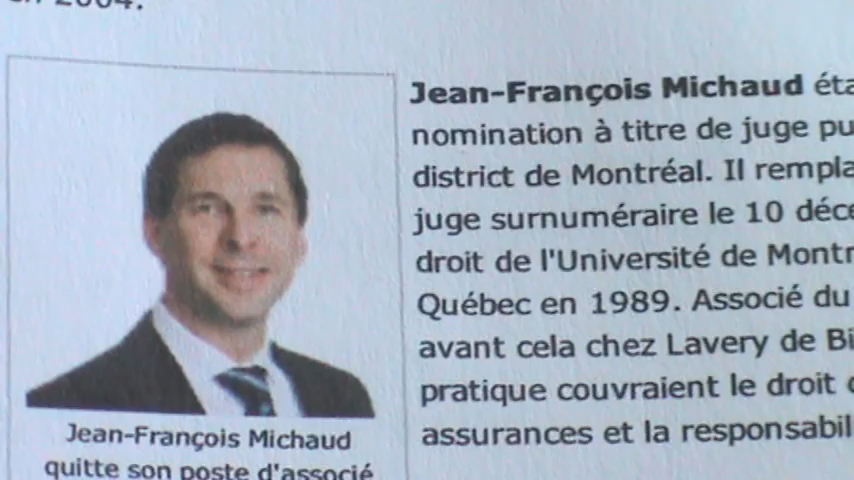 en 2004.
Jean-François Michaud
nomination à titre de juge
district de Montréal. Il
juge surnuméraire le 10
droit de l'Université de
Québec en 1989. Associé du
avant cela chez Lavery de
pratique couvraient le droit
assurances et la
Jean-François Michaud
quitte son poste d'associé